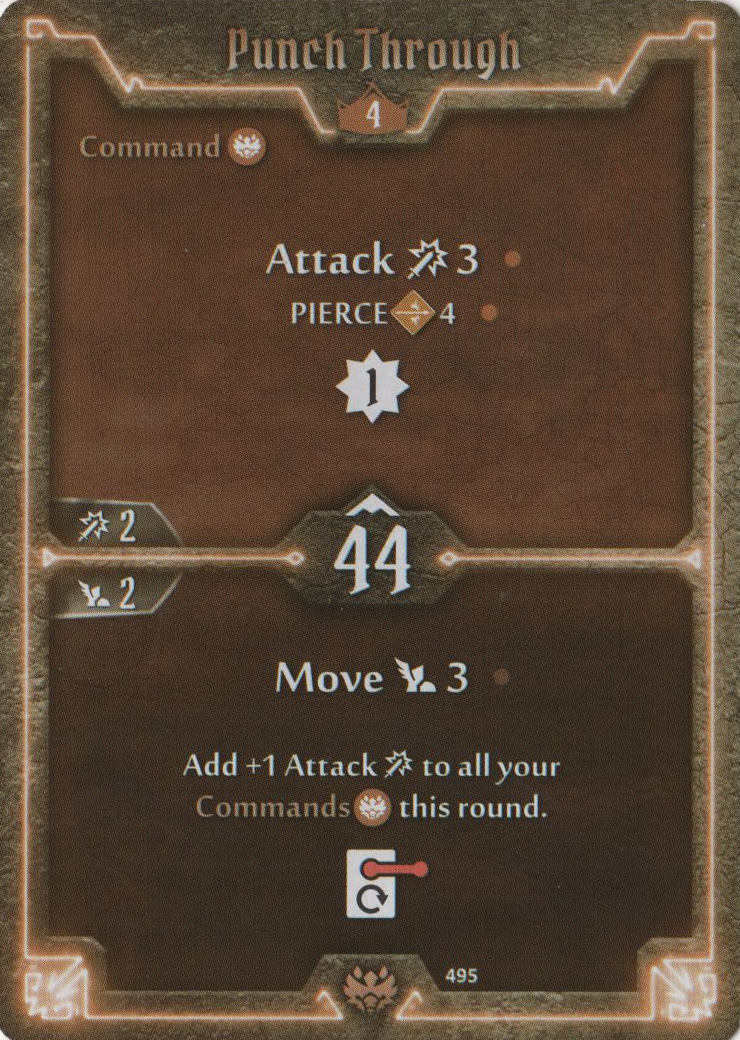 Punch Through
4
Command
Attack 3
PIERCE 4
1
2
44
2
Move 3
Add +1 Attack to all your
Commands this round.
495